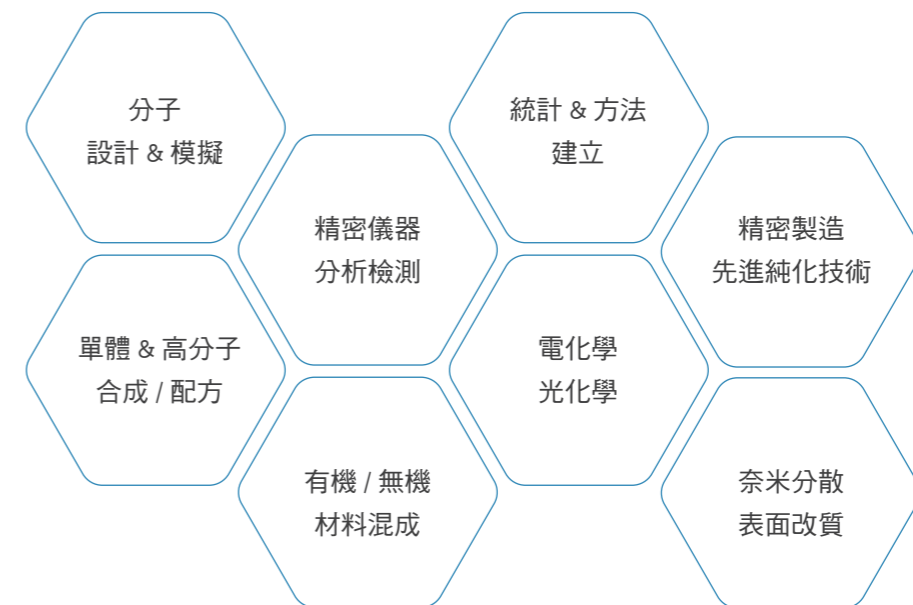 分子
設計 & 模擬
統計 & 方法
建立
精密儀器
分析檢測
精密製造
先進純化技術
單體 & 高分子
合成 / 配方
電化學
光化學
有機 / 無機
材料混成
奈米分散
表面改質